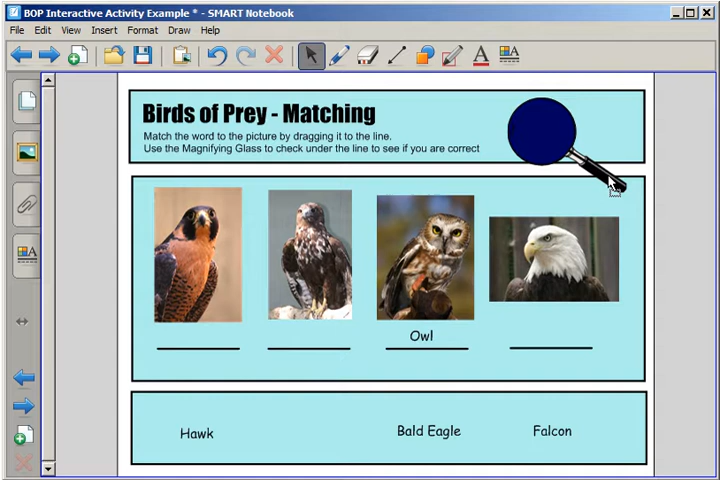 BOP Interactive Activity Example * - SMART Notebook
File Edit View Insert Format Draw Help
Birds of Prey - Matching
Match the word to the picture by dragging it to the line.
Use the Magnifying Glass to check under the line to see if you are correct
Owl
Hawk Bald Eagle Falcon